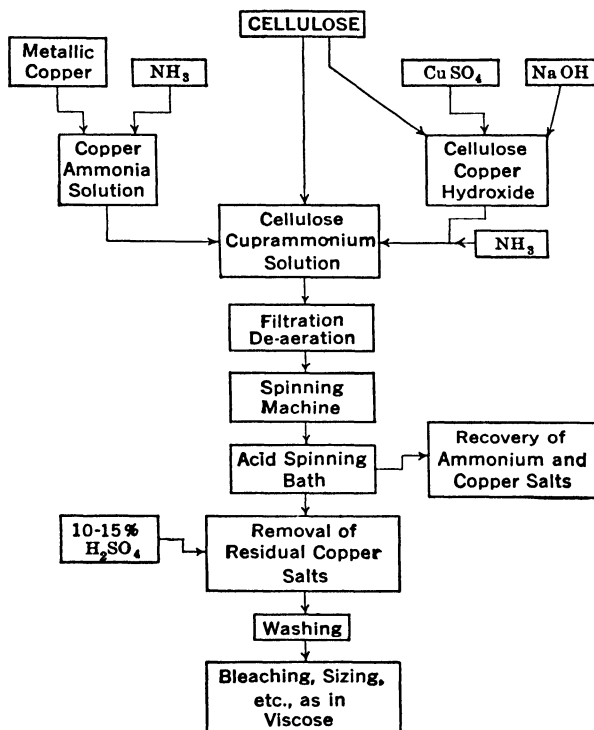 CELLULOSE
Metallic
Copper
NH₃
CuSO₄
NaOH
Copper
Ammonia
Solution
Cellulose
Copper
Hydroxide
Cellulose
Cuprammonium
Solution
NH₃
Filtration
De-aeration
Spinning
Machine
Acid Spinning
Bath
Recovery of
Ammonium and
Copper Salts
10-15%
H₂SO₄
Removal of
Residual Copper
Salts
Washing
Bleaching, Sizing,
etc., as in
Viscose